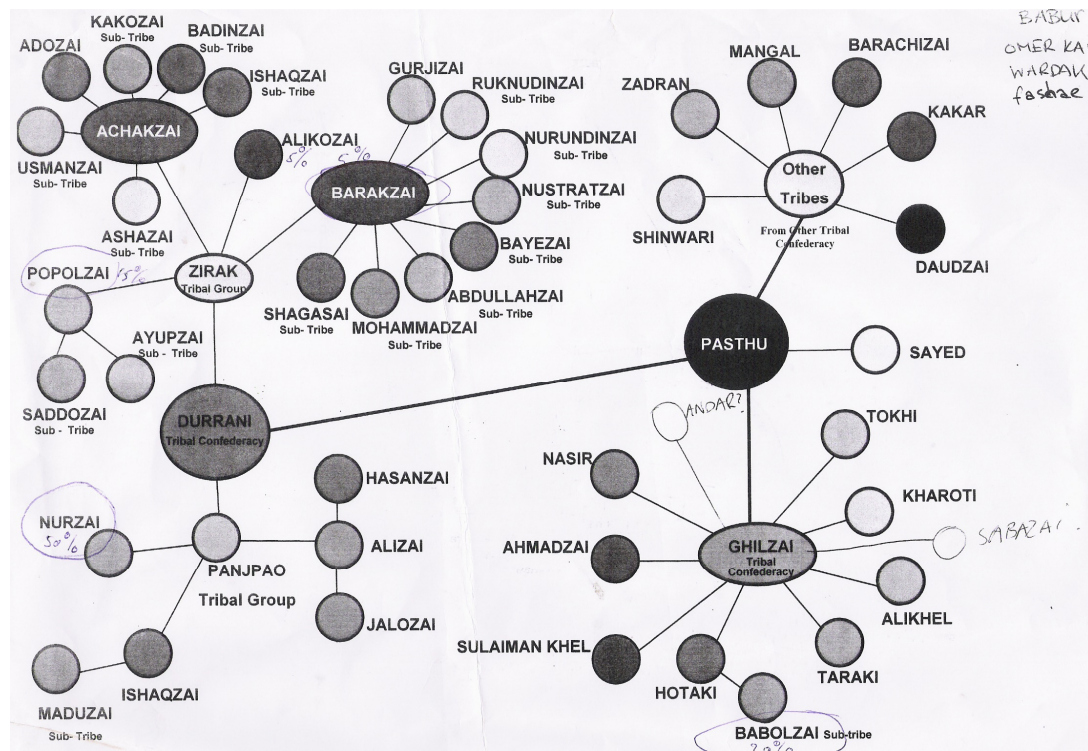 KAKOZAI
Sub- Tribe
BADINZAI
Sub- Tribe
ADOZAI
ISHAQZAI
Sub- Tribe
ACHAKZAI
ALIKOZAI
5%
USMANZAI
Sub- Tribe
ASHAZAI
Sub- Tribe
POPOLZAI
15%
ZIRAK
Tribal Group
AYUPZAI
Sub - Tribe
SADDOZAI
Sub - Tribe
GURJIZAI
RUKNUDINZAI
Sub- Tribe
NURUNDINZAI
Sub- Tribe
5%
BARAKZAI
NUSTRATZAI
Sub- Tribe
BAYEZAI
Sub- Tribe
ABDULLAHZAI
Sub- Tribe
SHAGASAI
Sub- Tribe
MOHAMMADZAI
Sub- Tribe
DURRANI
Tribal Confederacy
HASANZAI
NURZAI
50%
ALIZAI
PANJPAO
Tribal Group
JALOZAI
ISHAQZAI
MADUZAI
Sub- Tribe
BABUR
OMER
WARDAK
MANGAL
BARACHIZAI
ZADRAN
KAKAR
Other
Tribes
From Other Tribal
Confederacy
SHINWARI
DAUDZAI
PASTHU
SAYED
ANDAR?
TOKHI
NASIR
KHAROTI
SABAZAI
AHMADZAI
GHILZAI
Tribal
Confederacy
ALIKHEL
SULAIMAN KHEL
TARAKI
HOTAKI
BABOLZAI Sub-tribe